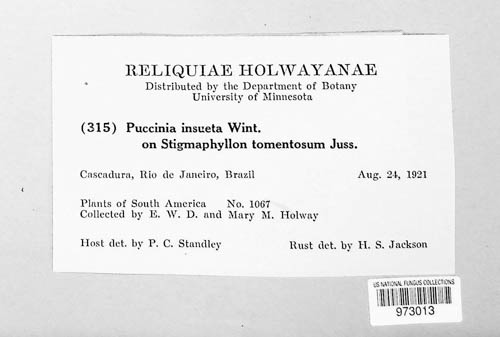 RELIQUIAE HOLWAYANAE
Distributed by the Department of Botany
University of Minnesota
(315) Puccinia insueta Wint.
on Stigmaphyllon tomentosum Juss.
Cascadura, Rio de Janeiro, Brazil Aug. 24, 1921
Plants of South America No. 1067
Collected by E. W. D. and Mary M. Holway
Host det. by P. C. Standley Rust det. by H. S. Jackson
US NATIONAL FUNGUS COLLECTIONS
973013